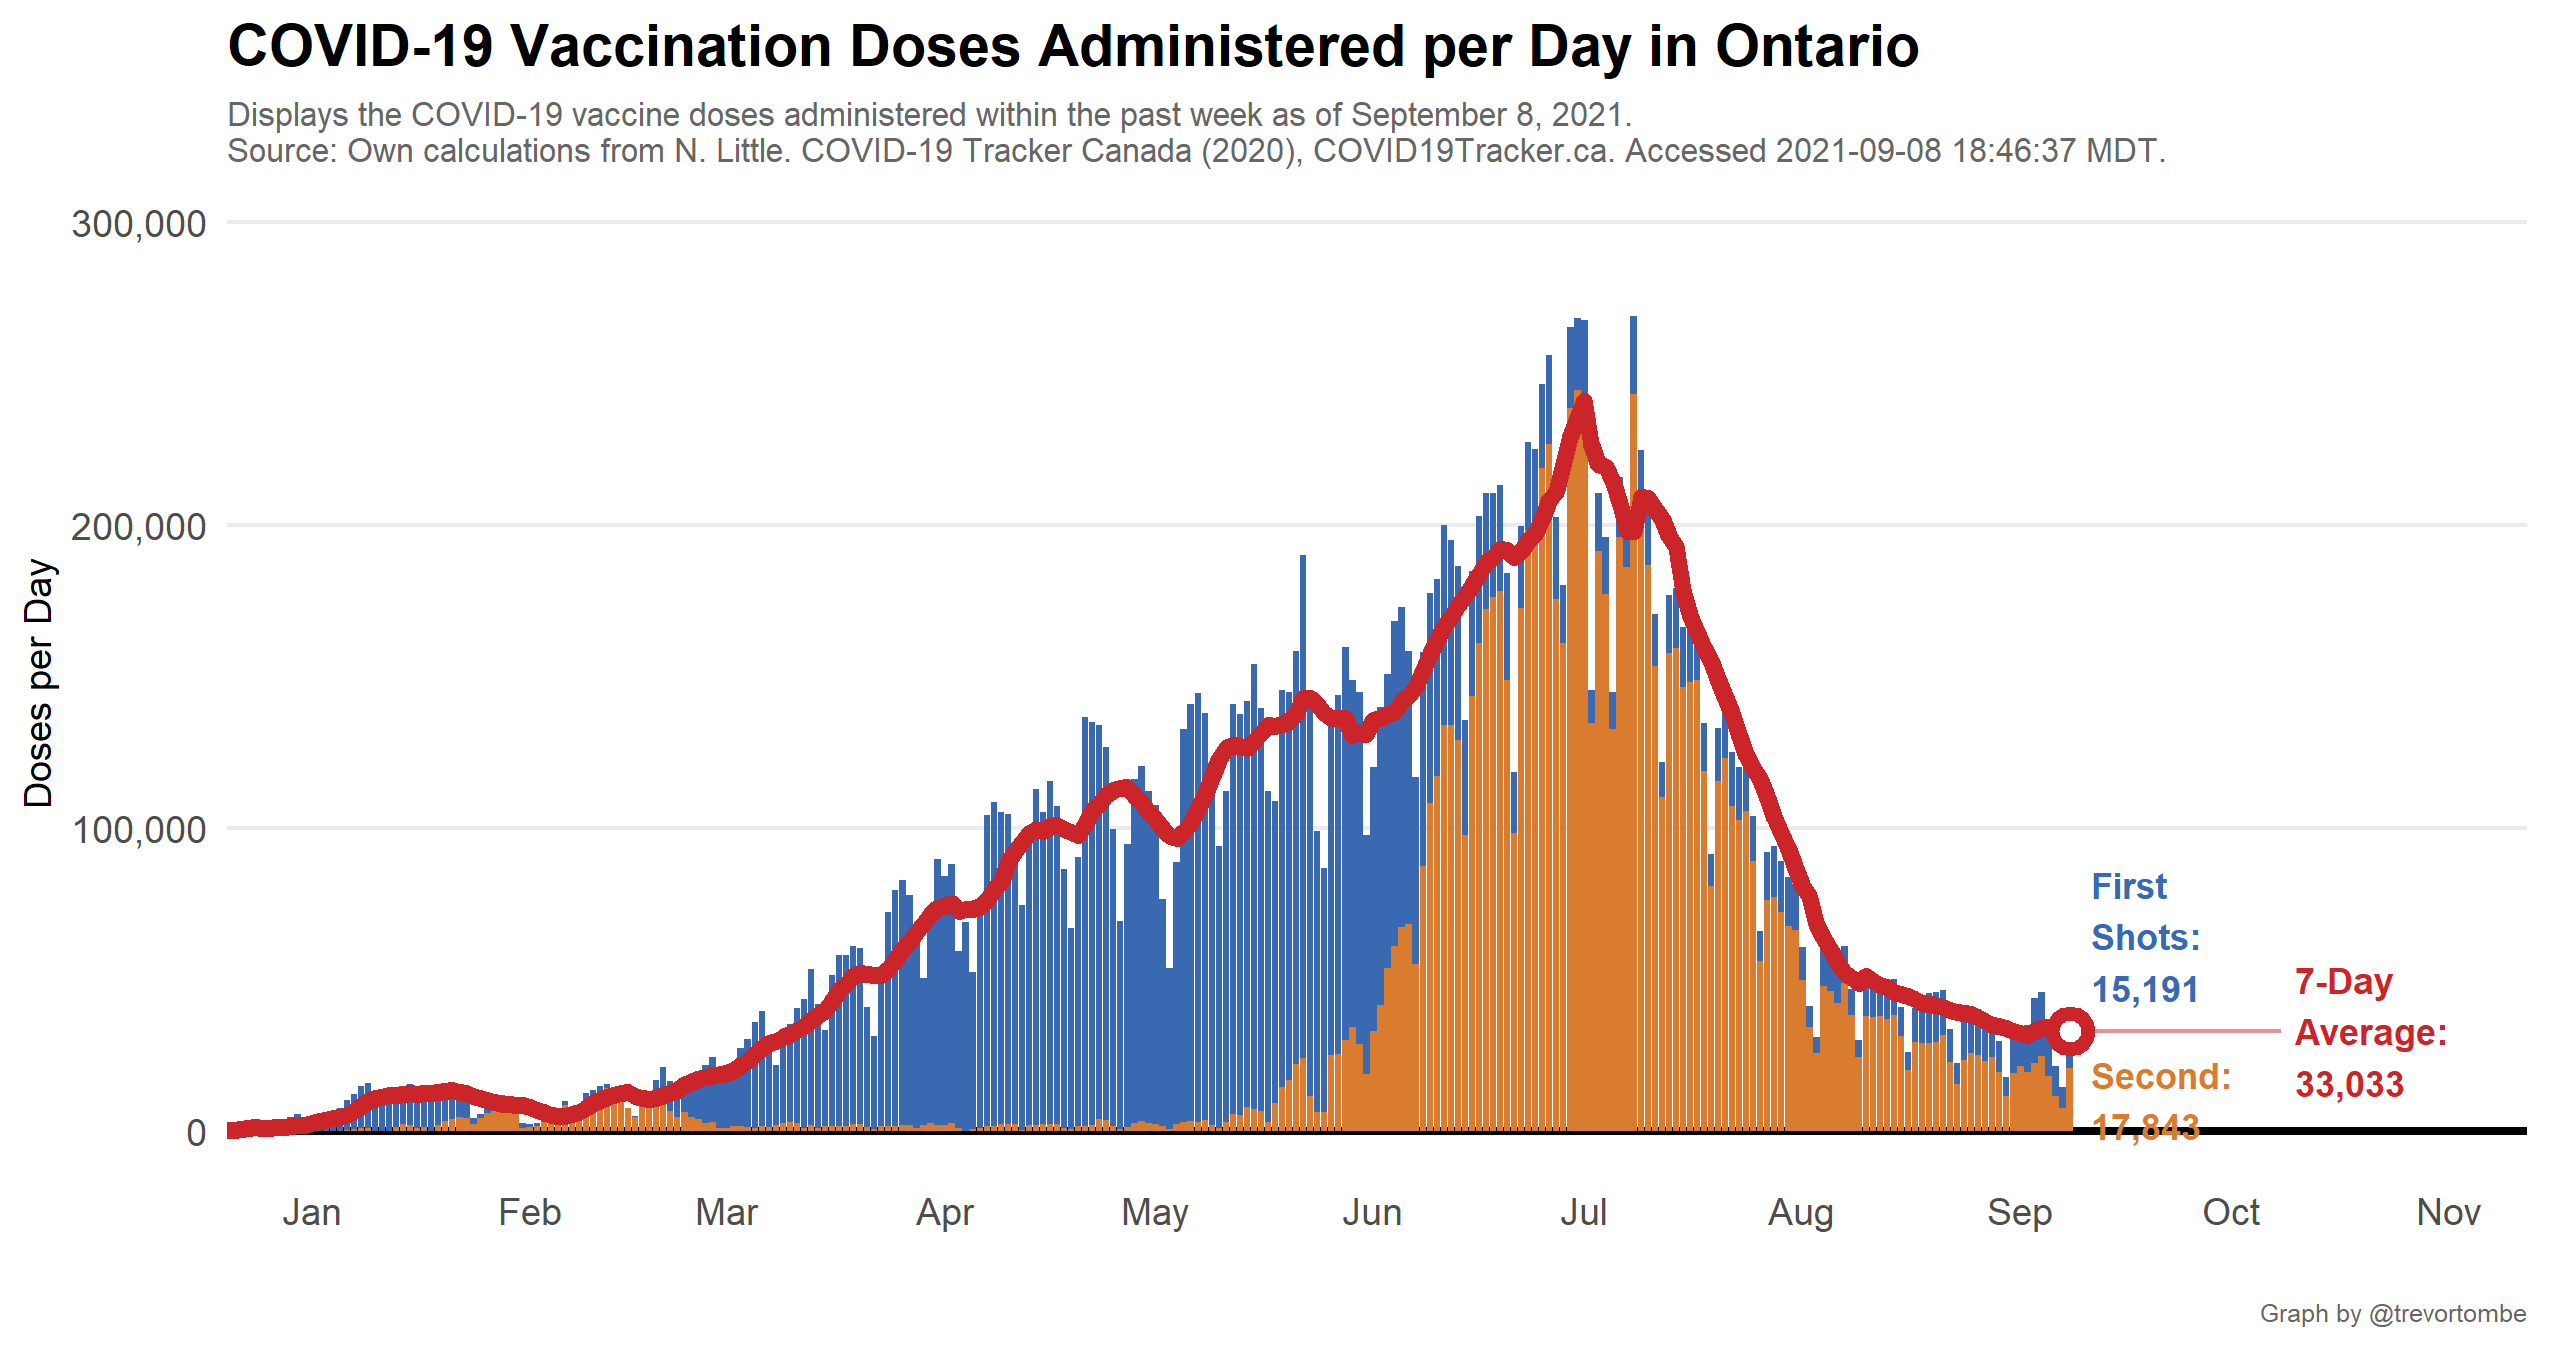 COVID-19 Vaccination Doses Administered per Day in Ontario
Displays the COVID-19 vaccine doses administered within the past week as of September 8, 2021.
Source: Own calculations from N. Little. COVID-19 Tracker Canada (2020), COVID19Tracker.ca. Accessed 2021-09-08 18:46:37 MDT.
Doses per Day
300,000
200,000
100,000
0
First
Shots:
15,191
Second:
17,843
7-Day
Average:
33,033
Jan
Feb
Mar
Apr
May
Jun
Jul
Aug
Sep
Oct
Nov
Graph by @trevortombe